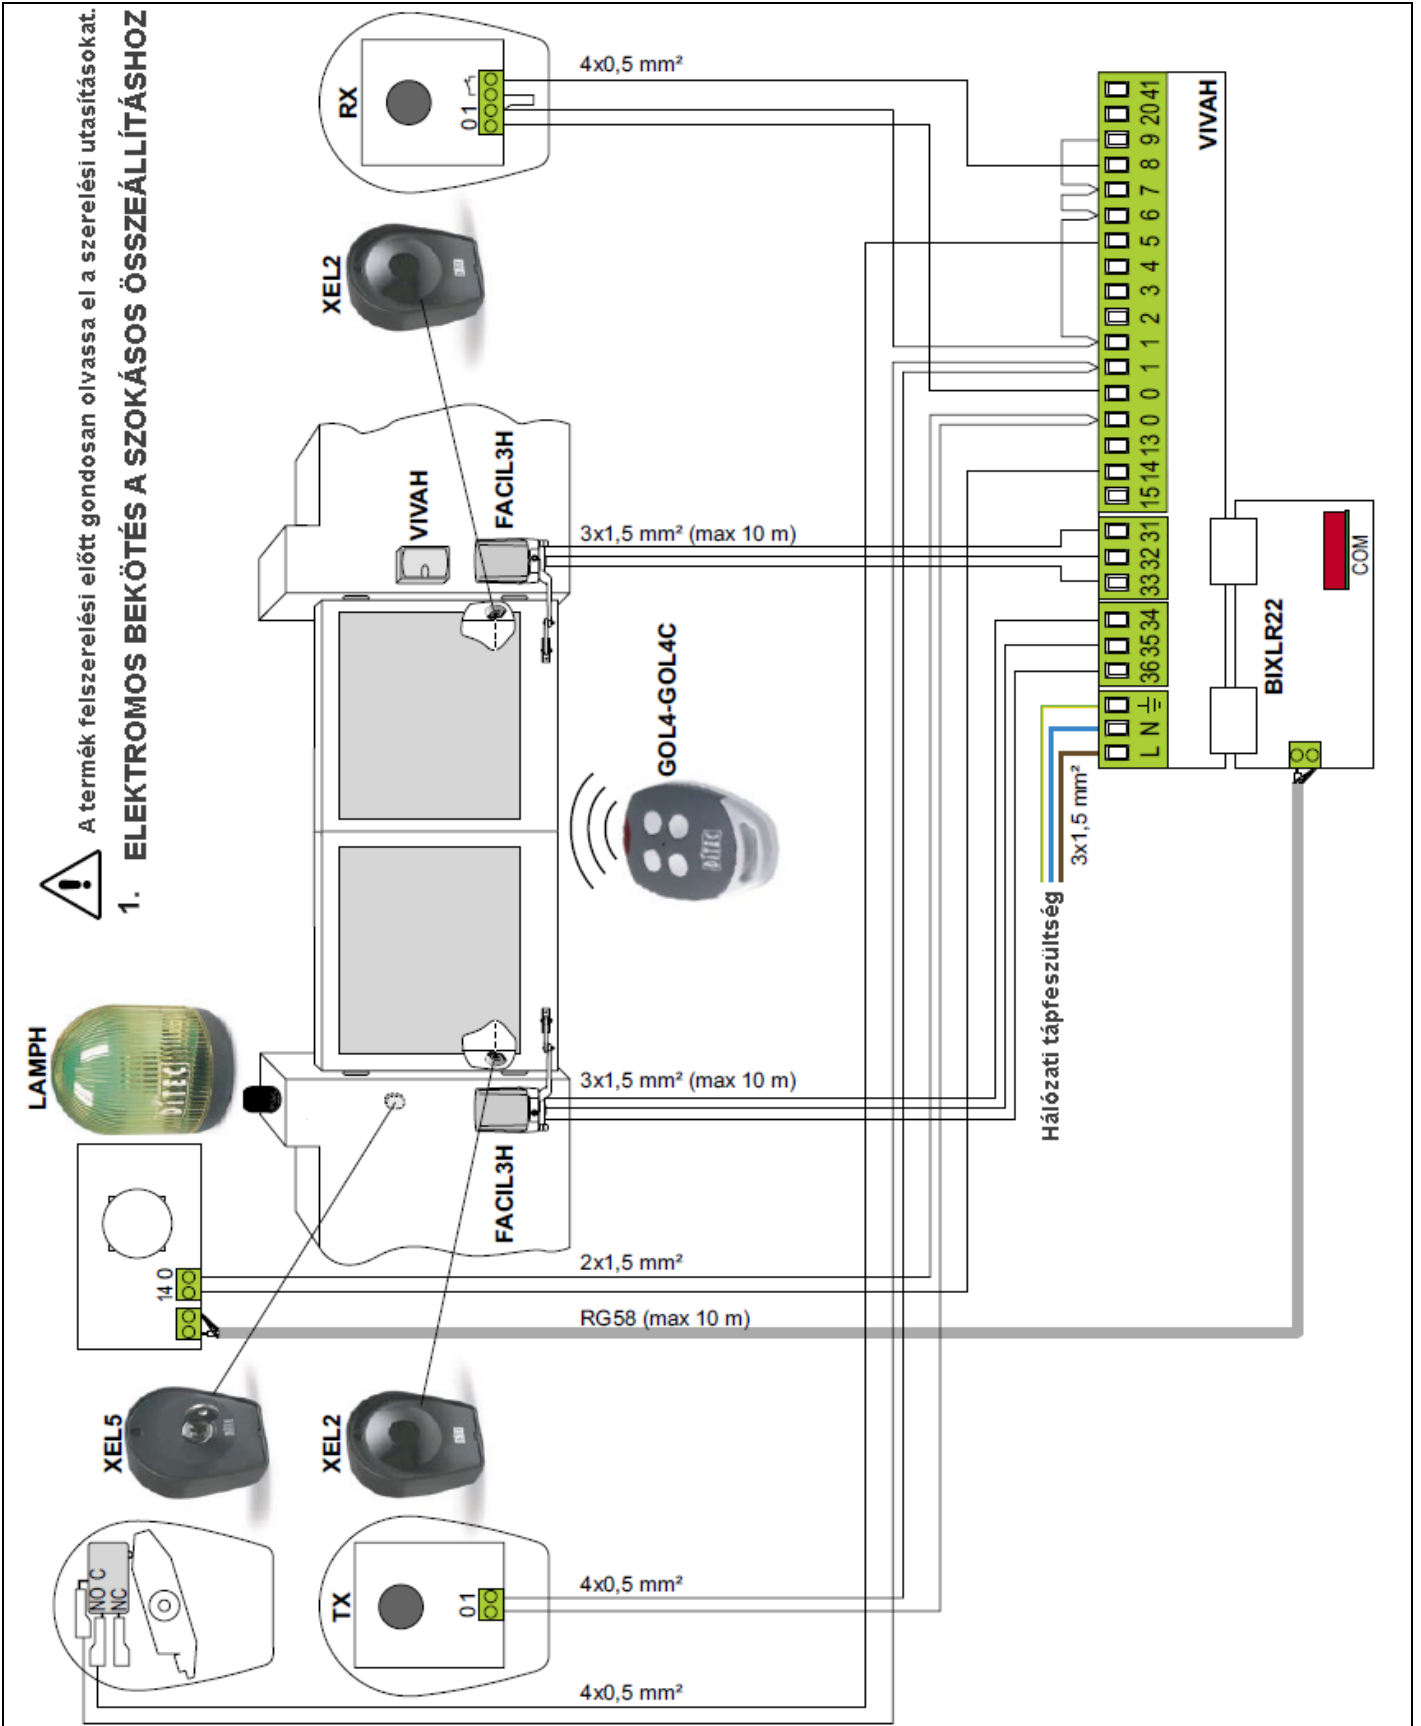 A termék felszerelési előtt gondosan olvassa el a szerelési utasításokat.
1. ELEKTROMOS BEKÖTÉS A SZOKÁSOS ÖSSZEÁLLÍTÁSHOZ
LAMPH
14 0
XEL5
NO C
NC
XEL2
TX
0 1
FACIL3H
VIVAH
FACIL3H
XEL2
RX
0 1
GOL4-GOL4C
DITEC
DITEC
4x0,5 mm²
4x0,5 mm²
RG58 (max 10 m)
2x1,5 mm²
3x1,5 mm² (max 10 m)
3x1,5 mm² (max 10 m)
4x0,5 mm²
Hálózati tápfeszültség
3x1,5 mm²
L N
36 35 34
33 32 31
15 14 13 0 0 1 1 2 3 4 5 6 7 8 9 20 41
VIVAH
BIXLR22
COM